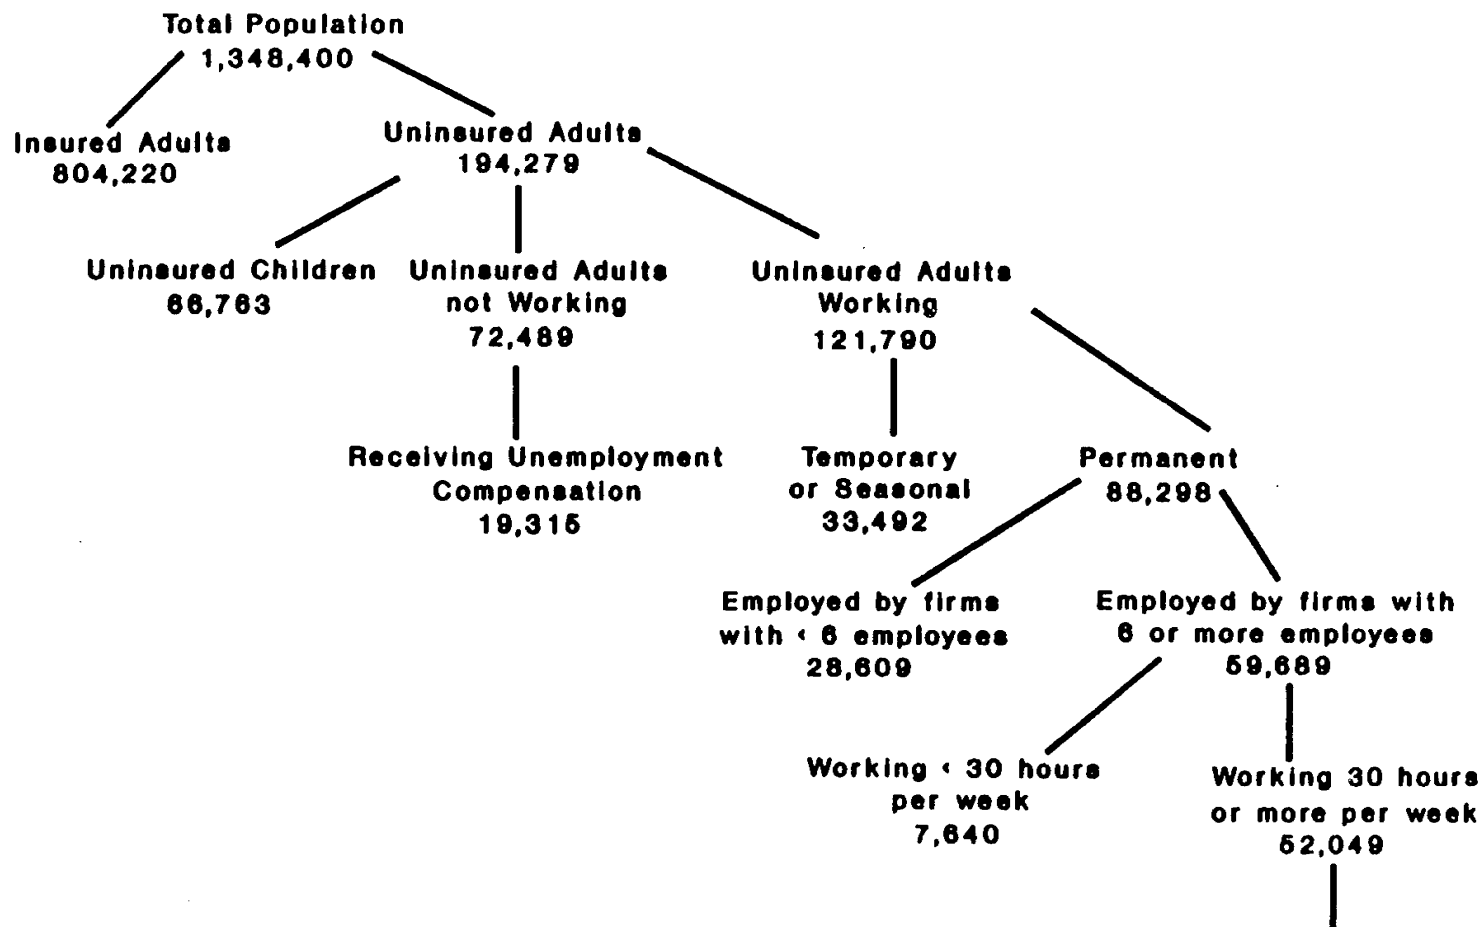 Total Population
1,348,400
Insured Adults
804,220
Uninsured Adults
194,279
Uninsured Children
66,763
Uninsured Adults
not Working
72,489
Uninsured Adults
Working
121,790
Receiving Unemployment
Compensation
19,315
Temporary
or Seasonal
33,492
Permanent
88,298
Employed by firms
with < 6 employees
28,609
Employed by firms with
6 or more employees
59,689
Working < 30 hours
per week
7,640
Working 30 hours
or more per week
52,049